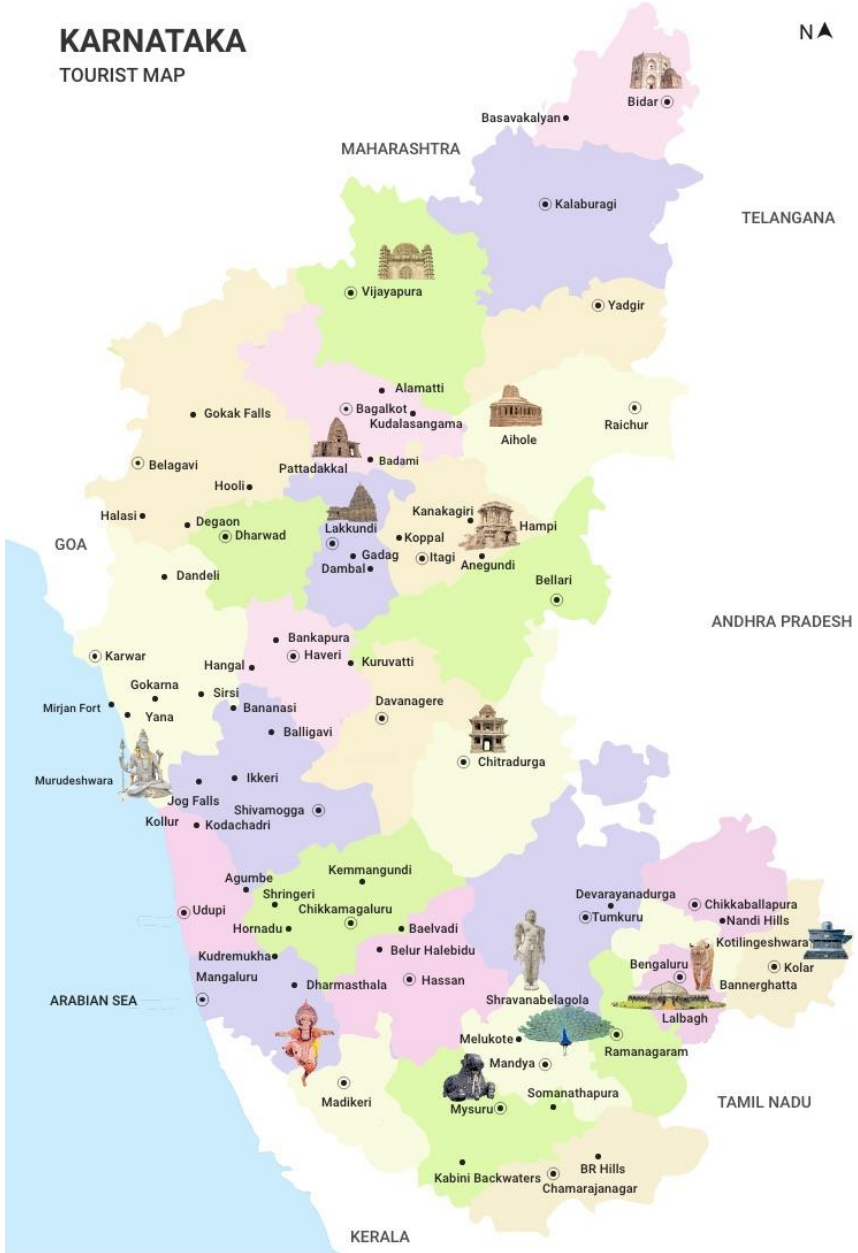 KARNATAKA
TOURIST MAP
N
Bidar
Basavakalyan
MAHARASHTRA
Kalaburagi
TELANGANA
Vijayapura
Yadgir
Alamatti
Bagalkot
Gokak Falls
Kudalasangama
Aihole
Raichur
Belagavi
Pattadakkal
Badami
Hooli
Halasi
Degaon
Lakkundi
Kanakagiri
Hampi
Dharwad
Koppal
GOA
Gadag
Itagi
Anegundi
Dambal
Dandeli
Bellari
ANDHRA PRADESH
Bankapura
Karwar
Haveri
Hangal
Kuruvatti
Gokarna
Sirsi
Mirjan Fort
Bananasi
Davanagere
Yana
Balligavi
Chitradurga
Murudeshwara
Ikkeri
Jog Falls
Shivamogga
Kollur
Kodachadri
Kemmangundi
Agumbe
Shringeri
Devarayanadurga
Chikkaballapura
Udupi
Chikkamagaluru
Tumkuru
Nandi Hills
Hornadu
Baelvadi
Kotilingeshwara
Kudremukha
Belur Halebidu
Bengaluru
Kolar
Mangaluru
Dharmasthala
Hassan
Bannerghatta
ARABIAN SEA
Shravanabelagola
Lalbagh
Melukote
Ramanagaram
Mandya
Madikeri
Somanathapura
TAMIL NADU
Mysuru
BR Hills
Kabini Backwaters
Chamarajanagar
KERALA